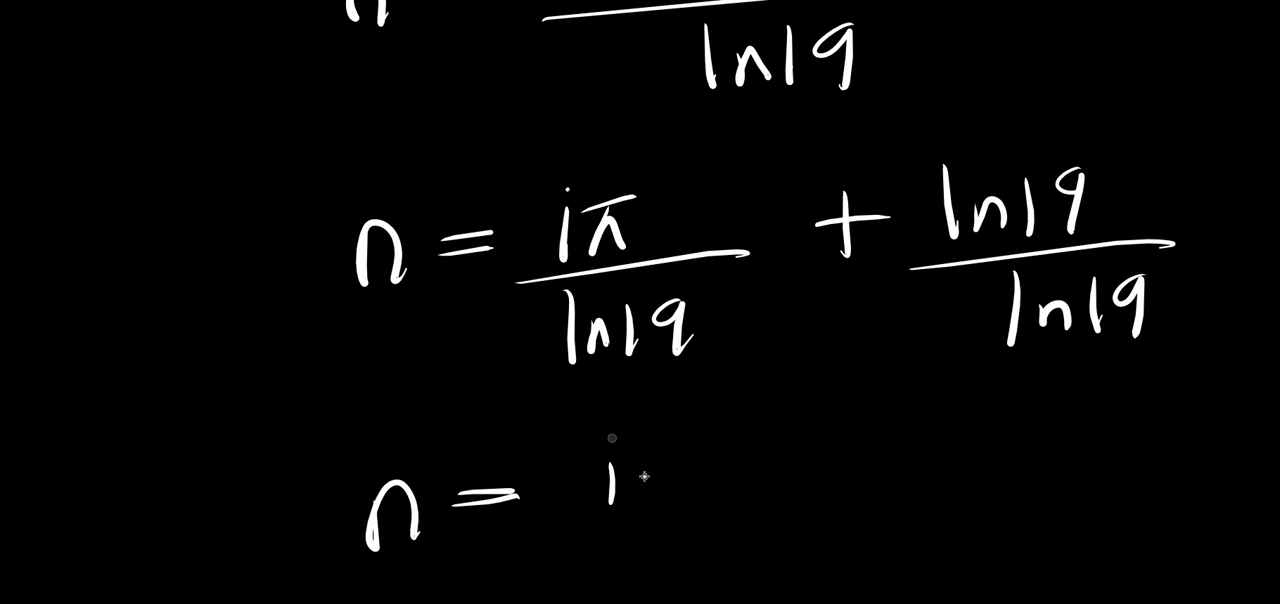 n
ln19
n = iπ/ln19 + ln19/ln19
n = i